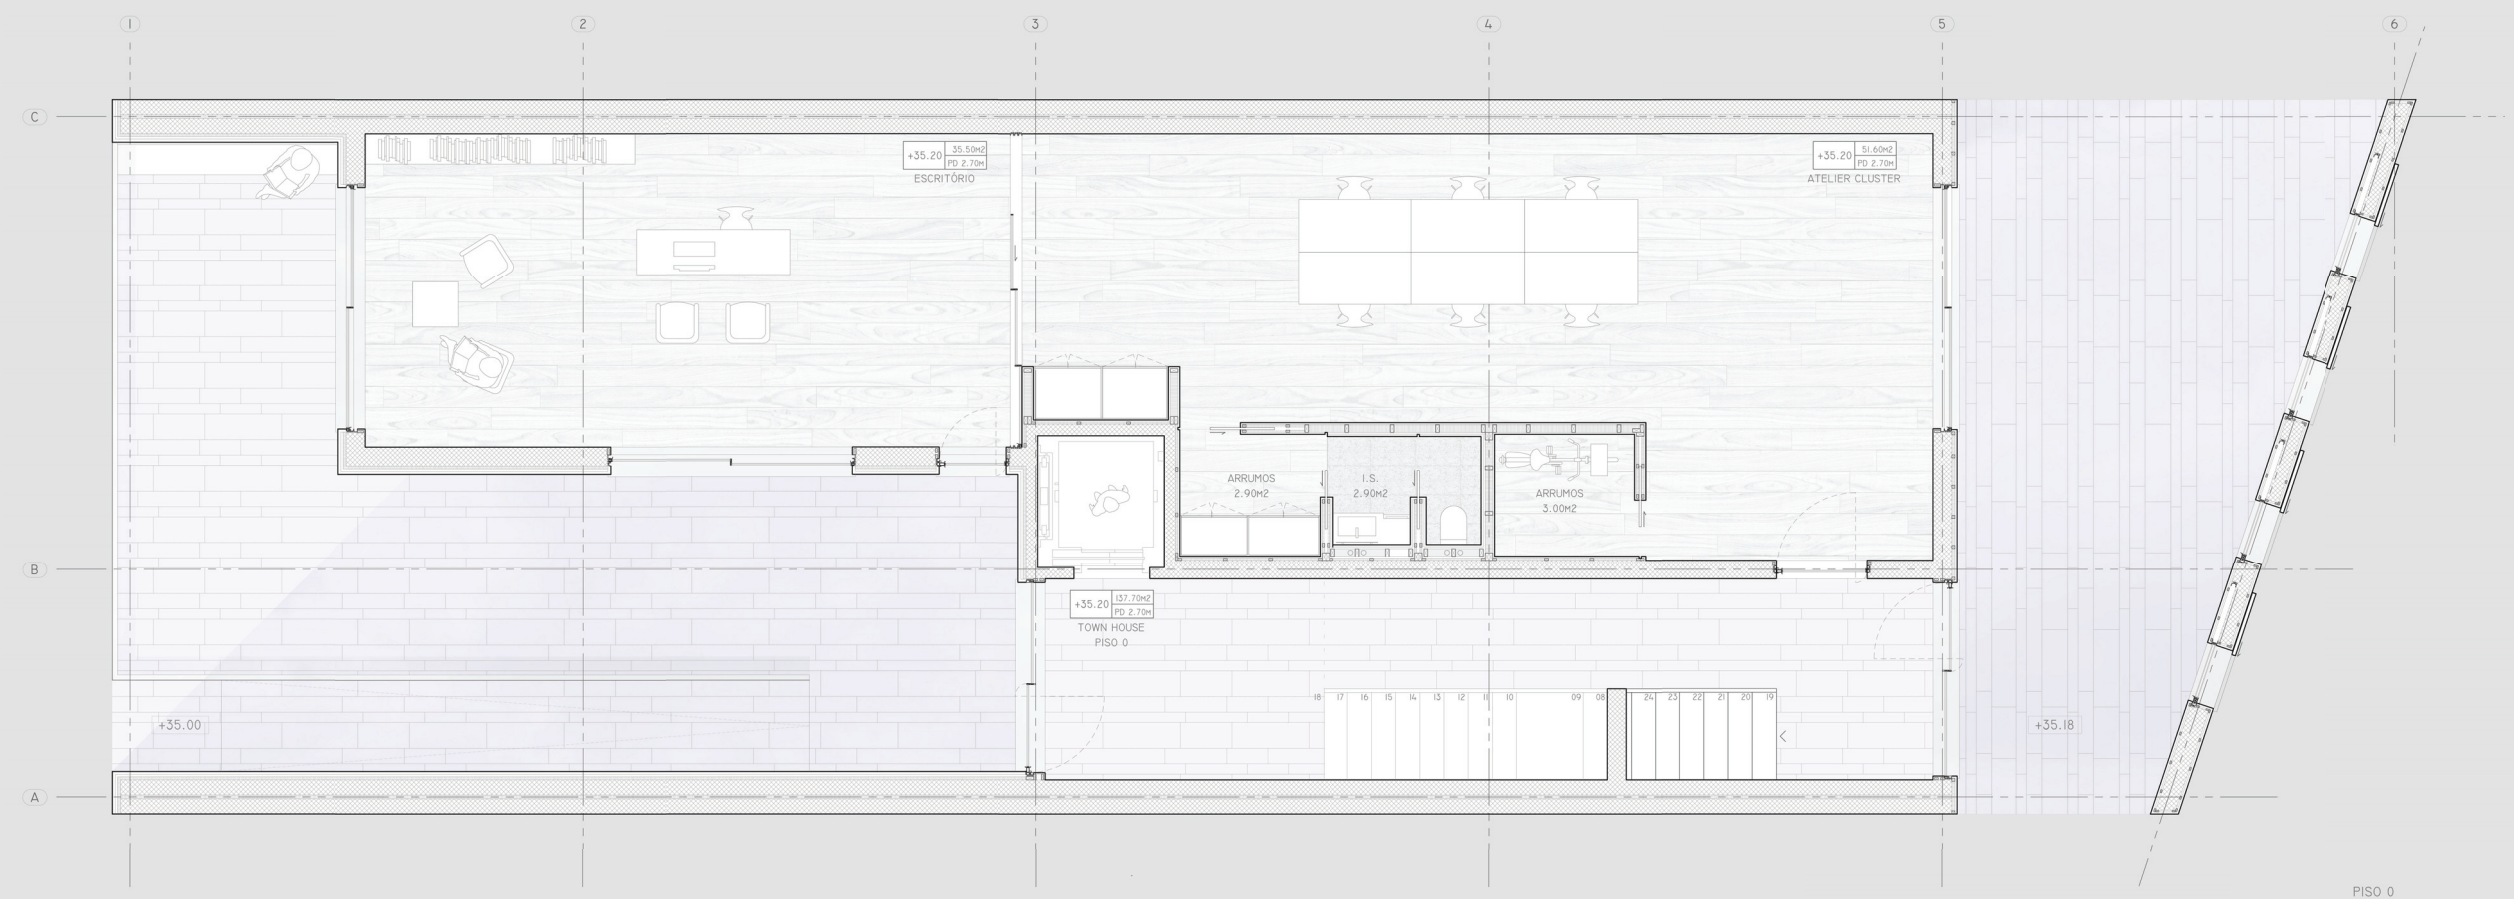 1 2 3 4 5 6
C
+35.20 35.50M2
PD 2.70M
ESCRITÓRIO
+35.20 51.60M2
PD 2.70M
ATELIER CLUSTER
ARRUMOS
2.90M2
I.S.
2.90M2
ARRUMOS
3.00M2
B
+35.20 137.70M2
PD 2.70M
TOWN HOUSE
PISO 0
18 17 16 15 14 13 12 11 10 09 08 24 23 22 21 20 19
+35.00
+35.18
A
PISO 0